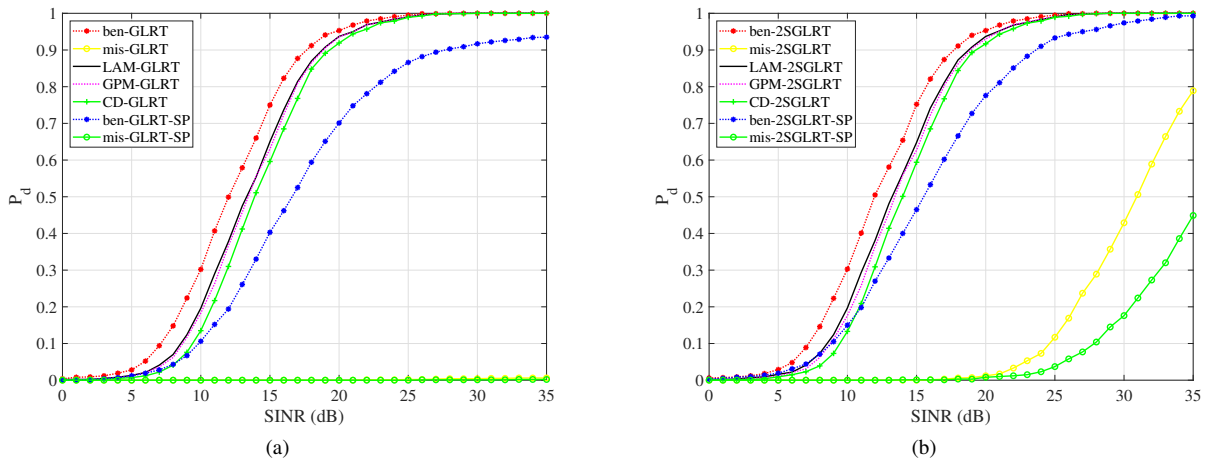 ben-GLRT
mis-GLRT
LAM-GLRT
GPM-GLRT
CD-GLRT
ben-GLRT-SP
mis-GLRT-SP
1
0.9
0.8
0.7
0.6
0.5
0.4
0.3
0.2
0.1
0
P_d
0 5 10 15 20 25 30 35
SINR (dB)
(a)
ben-2SGLRT
mis-2SGLRT
LAM-2SGLRT
GPM-2SGLRT
CD-2SGLRT
ben-2SGLRT-SP
mis-2SGLRT-SP
1
0.9
0.8
0.7
0.6
0.5
0.4
0.3
0.2
0.1
0
P_d
0 5 10 15 20 25 30 35
SINR (dB)
(b)